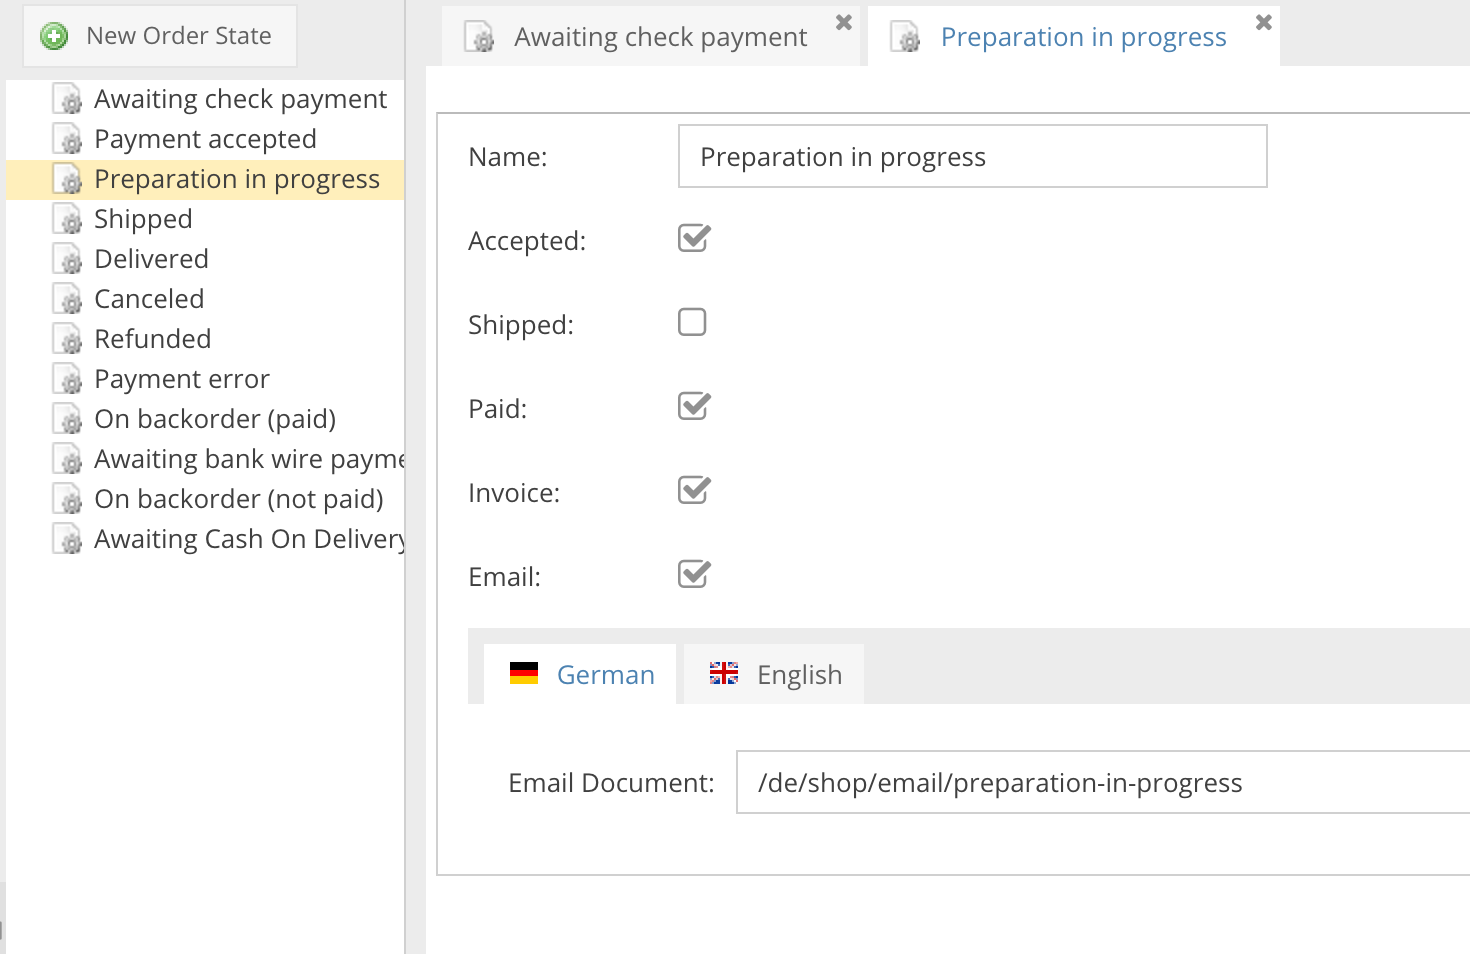 New Order State
Awaiting check payment
Payment accepted
Preparation in progress
Shipped
Delivered
Canceled
Refunded
Payment error
On backorder (paid)
Awaiting bank wire
On backorder (not paid)
Awaiting Cash On Delivery
Awaiting check payment
Preparation in progress
Name: Preparation in progress
Accepted:
Shipped:
Paid:
Invoice:
Email:
German
English
Email Document: /de/shop/email/preparation-in-progress